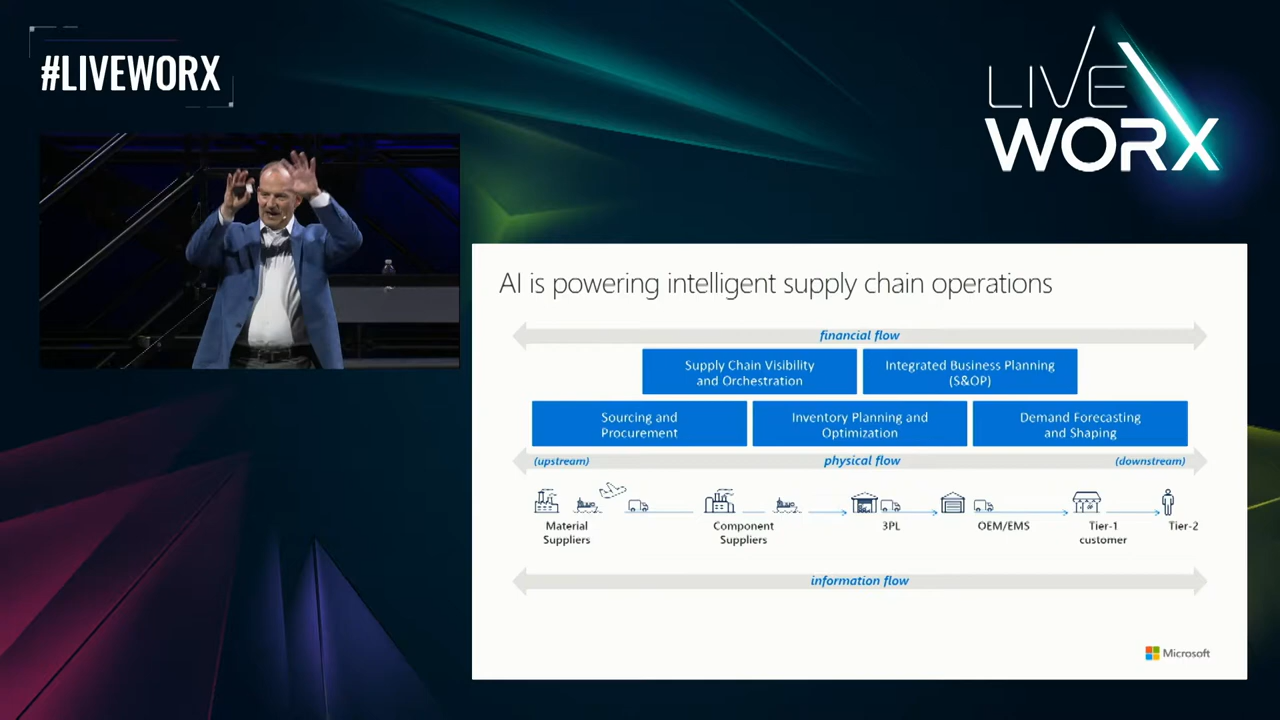 #LIVEWORX
LIVE
WORX
AI is powering intelligent supply chain operations
financial flow
Supply Chain Visibility
and Orchestration
Integrated Business Planning
(S&OP)
Sourcing and
Procurement
Inventory Planning and
Optimization
Demand Forecasting
and Shaping
(upstream)
physical flow
(downstream)
Material
Suppliers
Component
Suppliers
3PL
OEM/EMS
Tier-1
customer
Tier-2
information flow
Microsoft